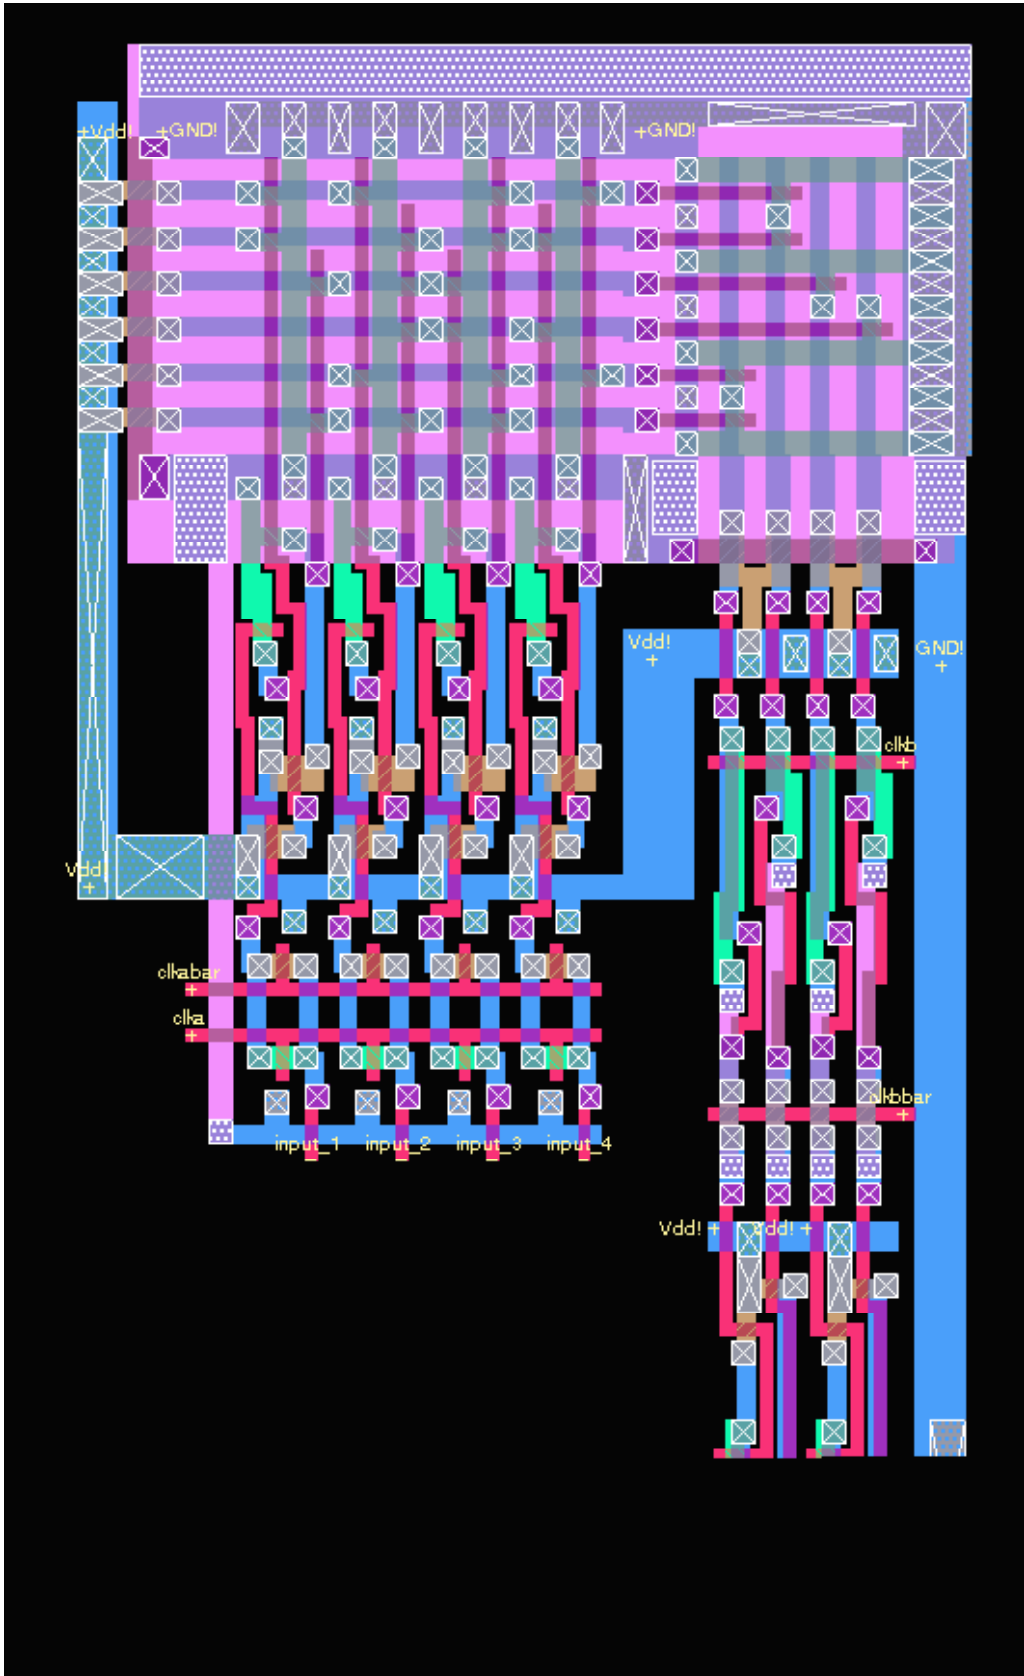 +Vdd! +GND! +GND!
Vdd!
+
GND!
+
clkb
+
Vdd!
+
clkabar
+
clka
+
clkbbar
+
input_1 input_2 input_3 input_4
Vdd! + Vdd! +